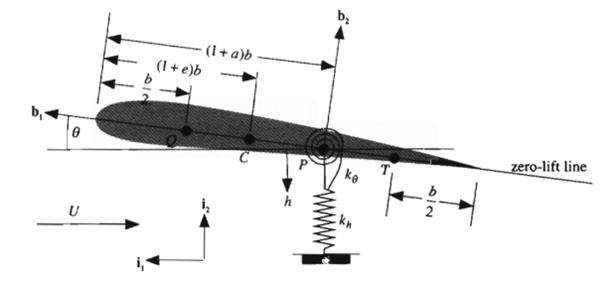 b₂
(1+a)b
(1+e)b
b
2
b₁
θ
Q
C
P
T
zero-lift line
k_θ
h
b
2
U
i₂
k_h
i₁